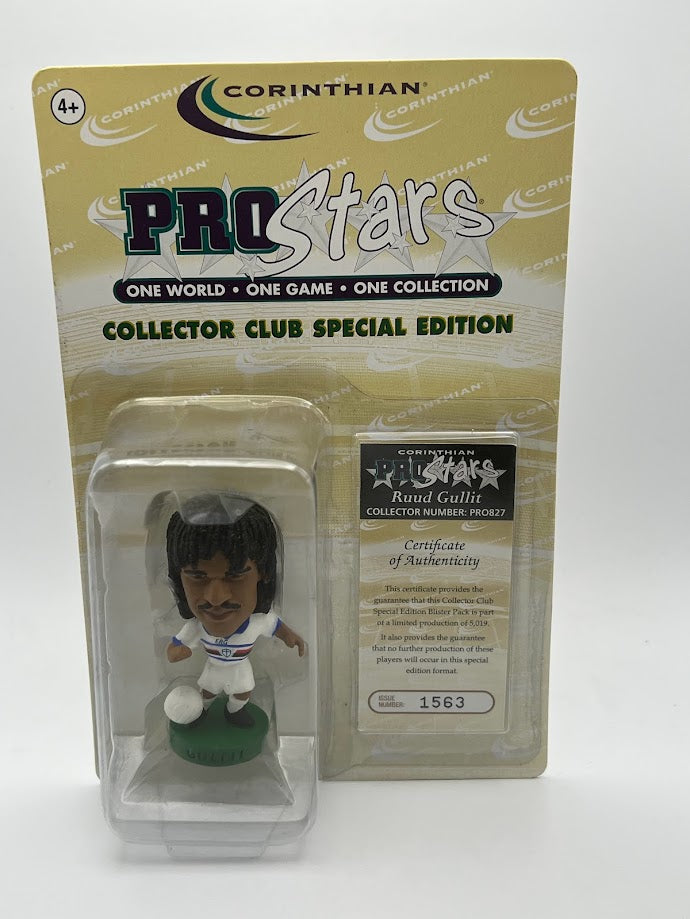 4+
CORINTHIAN®
PRO Stars®
ONE WORLD • ONE GAME • ONE COLLECTION
COLLECTOR CLUB SPECIAL EDITION
CORINTHIAN
PRO Stars
Ruud Gullit
COLLECTOR NUMBER: PRO827
Certificate
of Authenticity
This certificate provides the
guarantee that this Collector Club
Special Edition Blister Pack is part
of a limited production of 5,019.
It also provides the guarantee
that no further production of these
players will occur in this special
edition format.
ISSUE
NUMBER: 1563
ERG
GULLIT